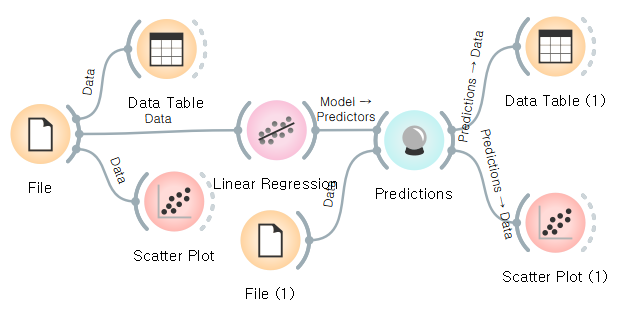 Data
Data Table
Data
File
Data
Scatter Plot
Linear Regression
Model →
Predictors
Data
File (1)
Predictions
Predictions → Data
Data Table (1)
Predictions → Data
Scatter Plot (1)